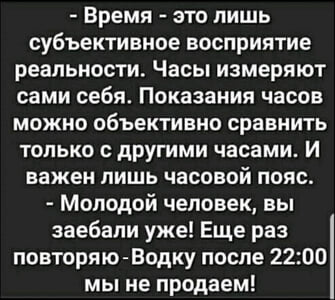 - Время - это лишь
субъективное восприятие
реальности. Часы измеряют
сами себя. Показания часов
можно объективно сравнить
только с другими часами. И
важен лишь часовой пояс.
- Молодой человек, вы
заебали уже! Еще раз
повторяю-Водку после 22:00
мы не продаем!